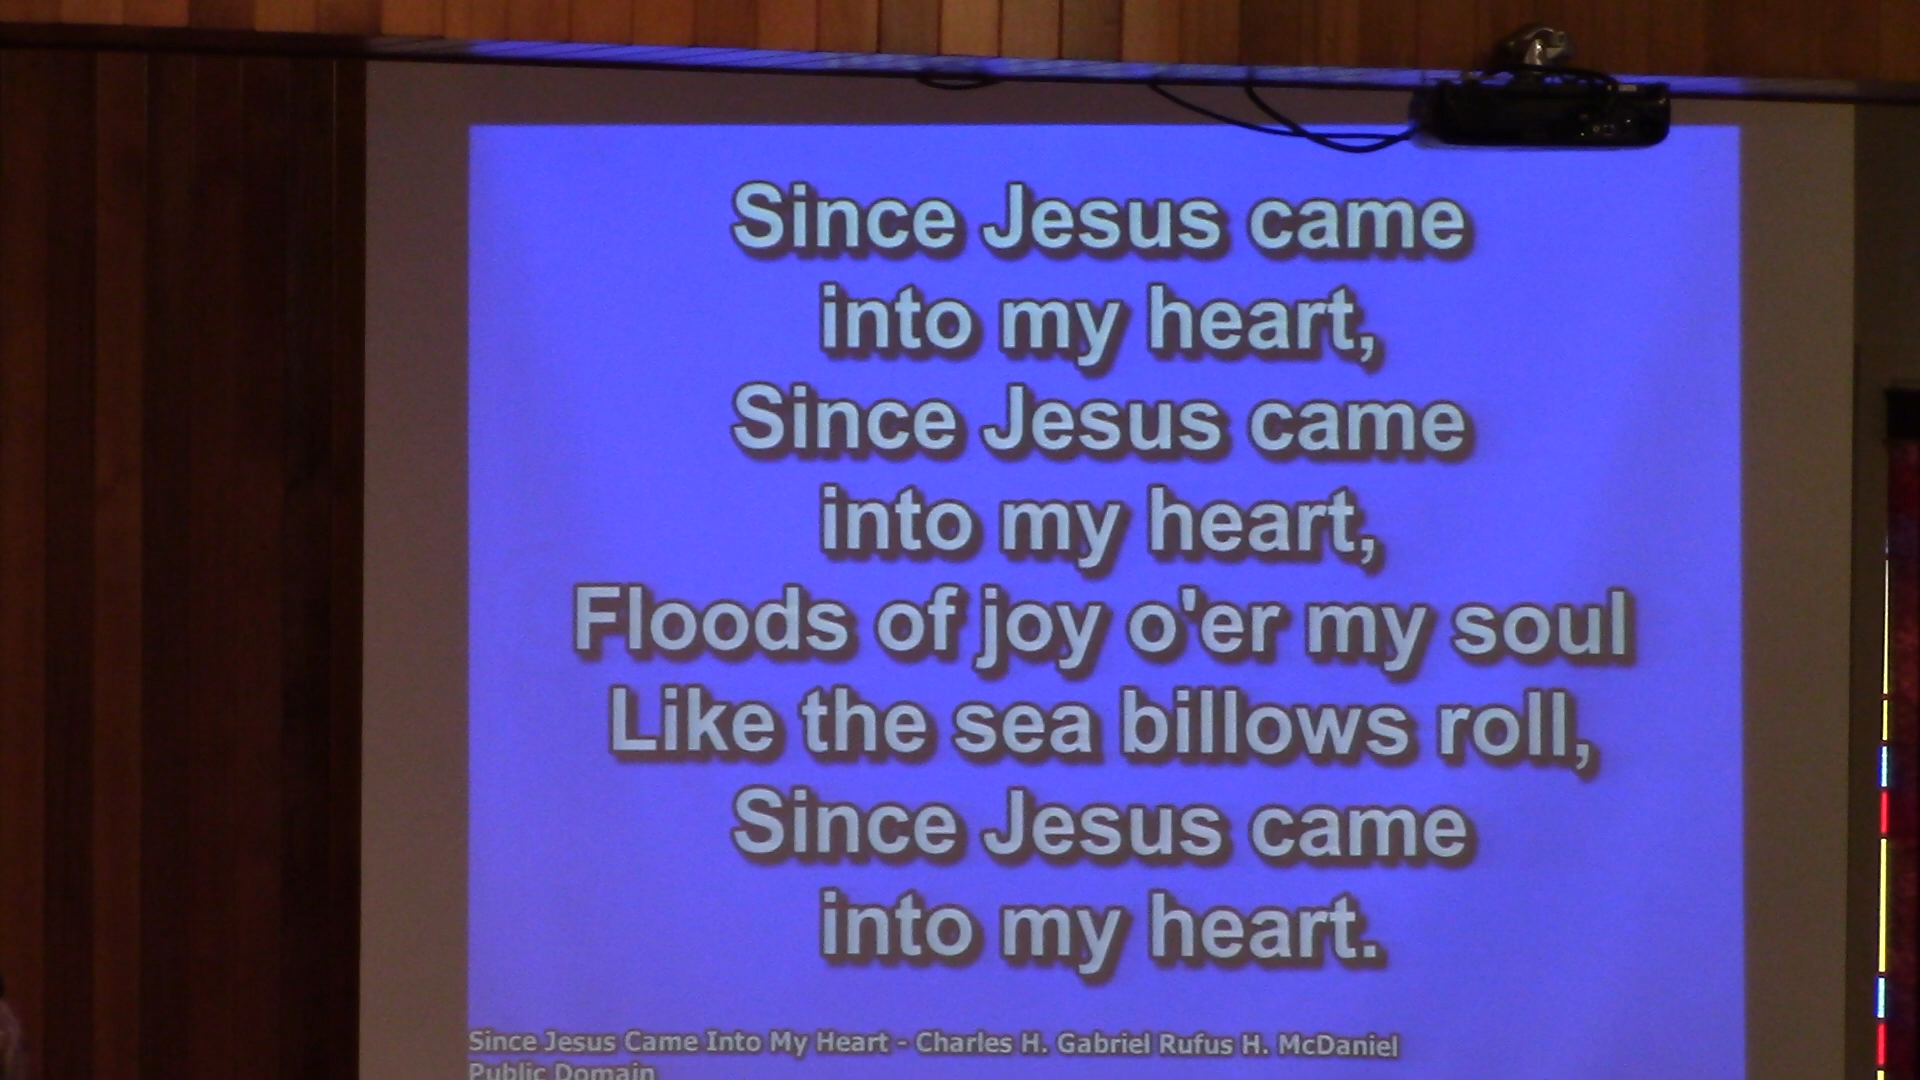 Since Jesus came
into my heart,
Since Jesus came
into my heart,
Floods of joy o'er my soul
Like the sea billows roll,
Since Jesus came
into my heart.
Since Jesus Came Into My Heart - Charles H. Gabriel Rufus H. McDaniel
Public Domain